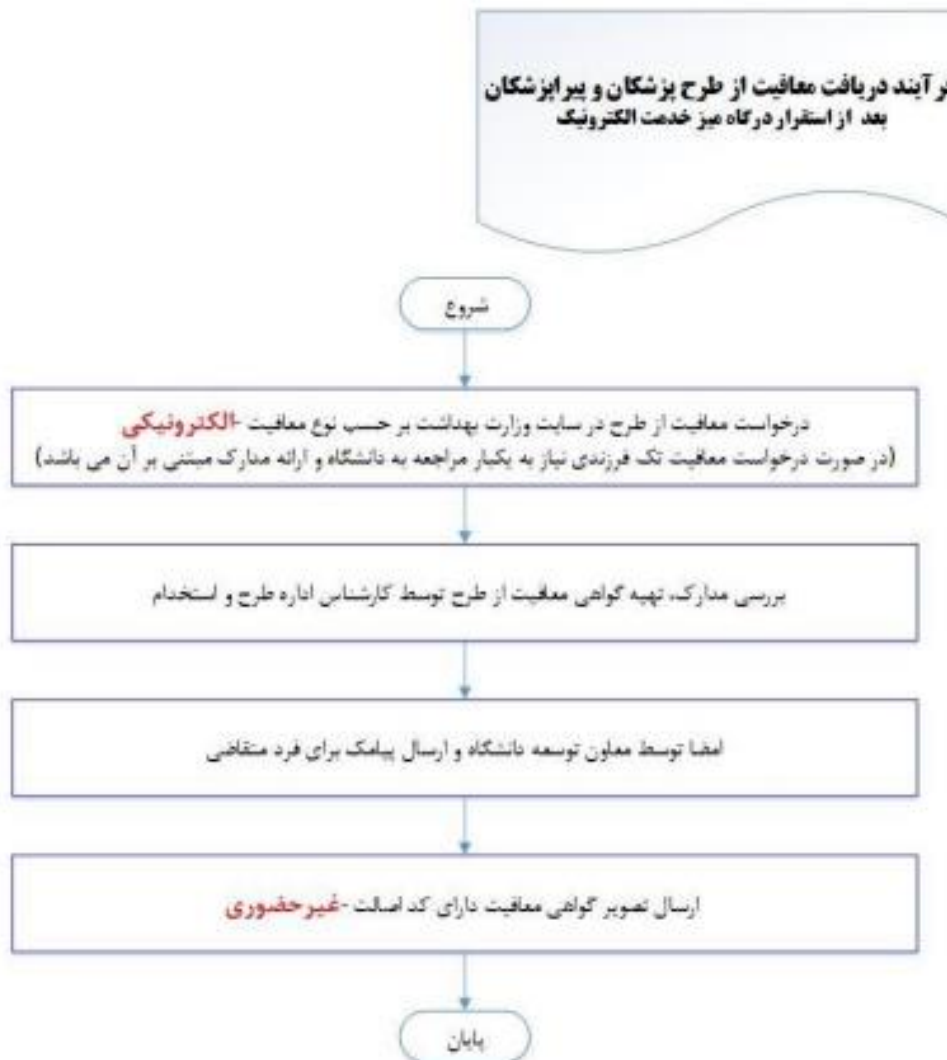 فرآیند دریافت معافیت از طرح پزشکان و پیراپزشکان
بعد از استقرار درگاه میز خدمت الکترونیک
شروع
درخواست معافیت از طرح در سایت وزارت بهداشت بر حسب نوع معافیت -الکترونیکی
(در صورت درخواست معافیت تک فرزندی نیاز به یکبار مراجعه به دانشگاه و ارائه مدارک مبتنی بر آن می باشد)
بررسی مدارک، تهیه گواهی معافیت از طرح توسط کارشناس اداره طرح و استخدام
امضا توسط معاون توسعه دانشگاه و ارسال پیامک برای فرد متقاضی
ارسال تصویر گواهی معافیت دارای کد اصالت -غیرحضوری
پایان